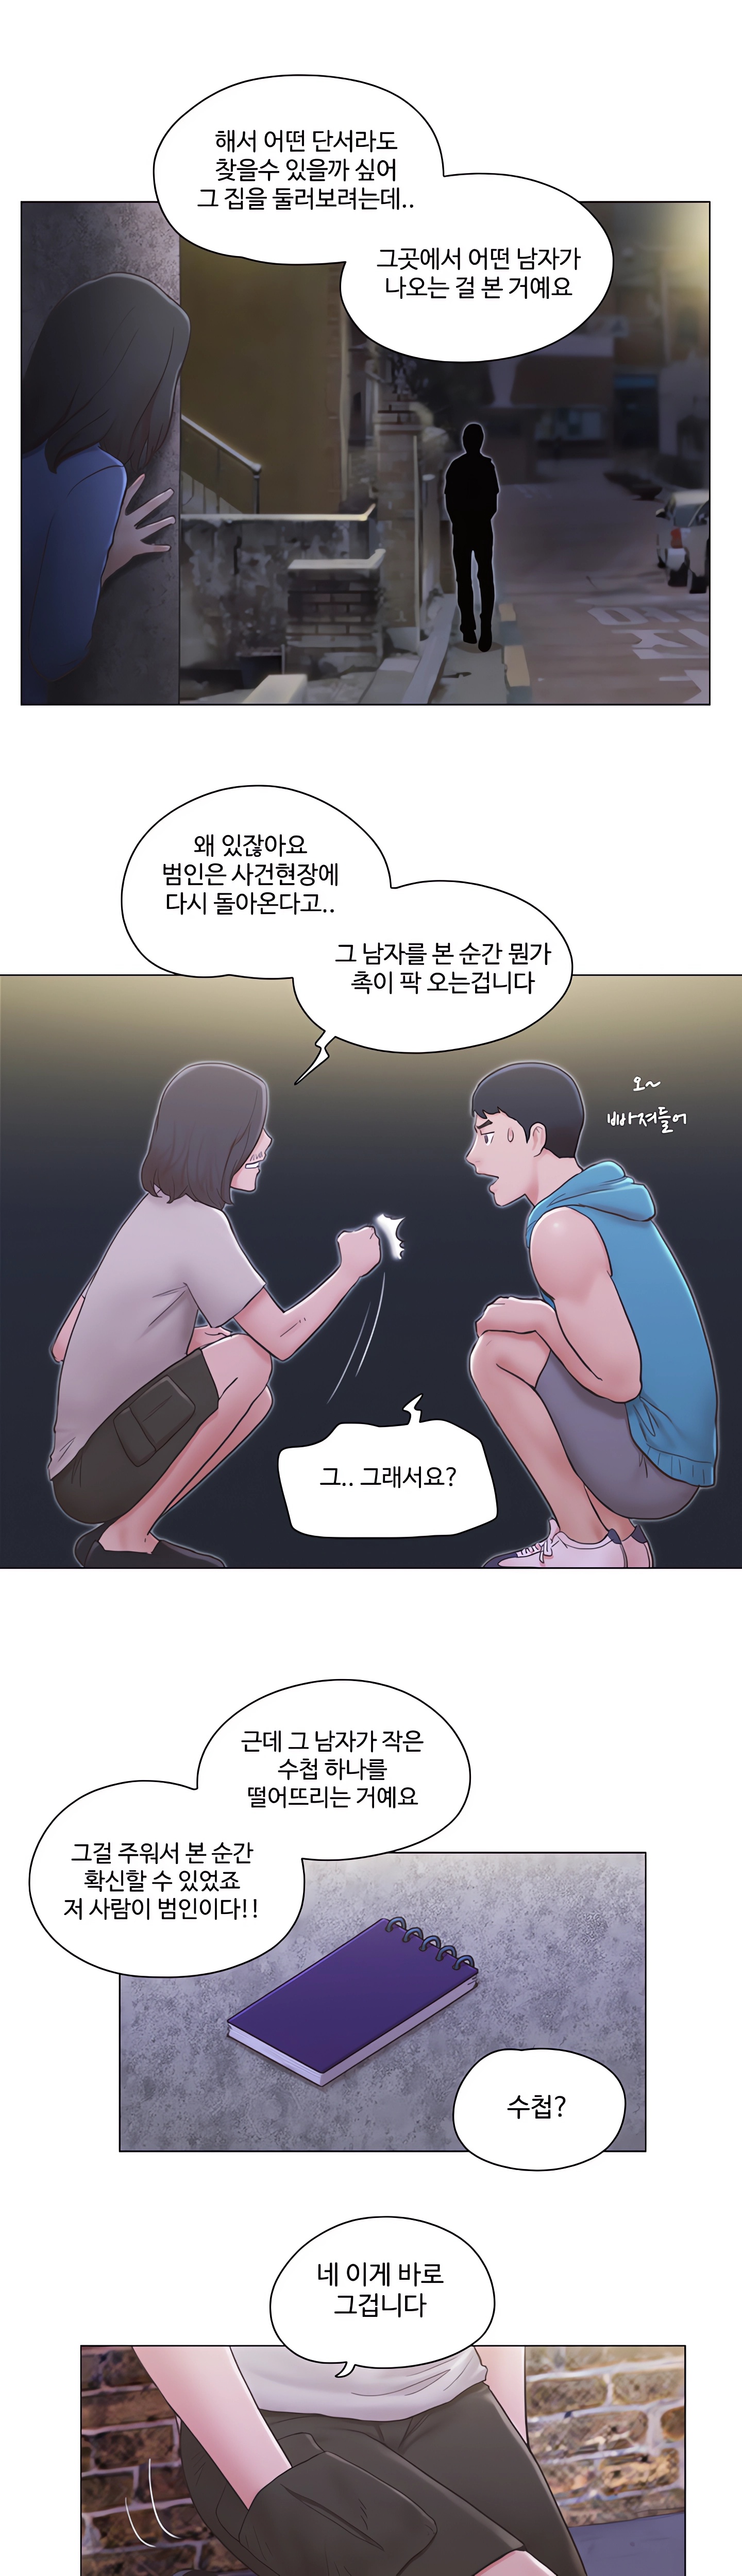 해서 어떤 단서라도
찾을수 있을까 싶어
그 집을 둘러보려는데..
그곳에서 어떤 남자가
나오는 걸 본 거예요
왜 있잖아요
범인은 사건현장에
다시 돌아온다고..
그 남자를 본 순간 뭔가
촉이 팍 오는겁니다
오~
빠져들어
그.. 그래서요?
근데 그 남자가 작은
수첩 하나를
떨어뜨리는 거예요
그걸 주워서 본 순간
확신할 수 있었죠
저 사람이 범인이다!!
수첩?
네 이게 바로
그겁니다